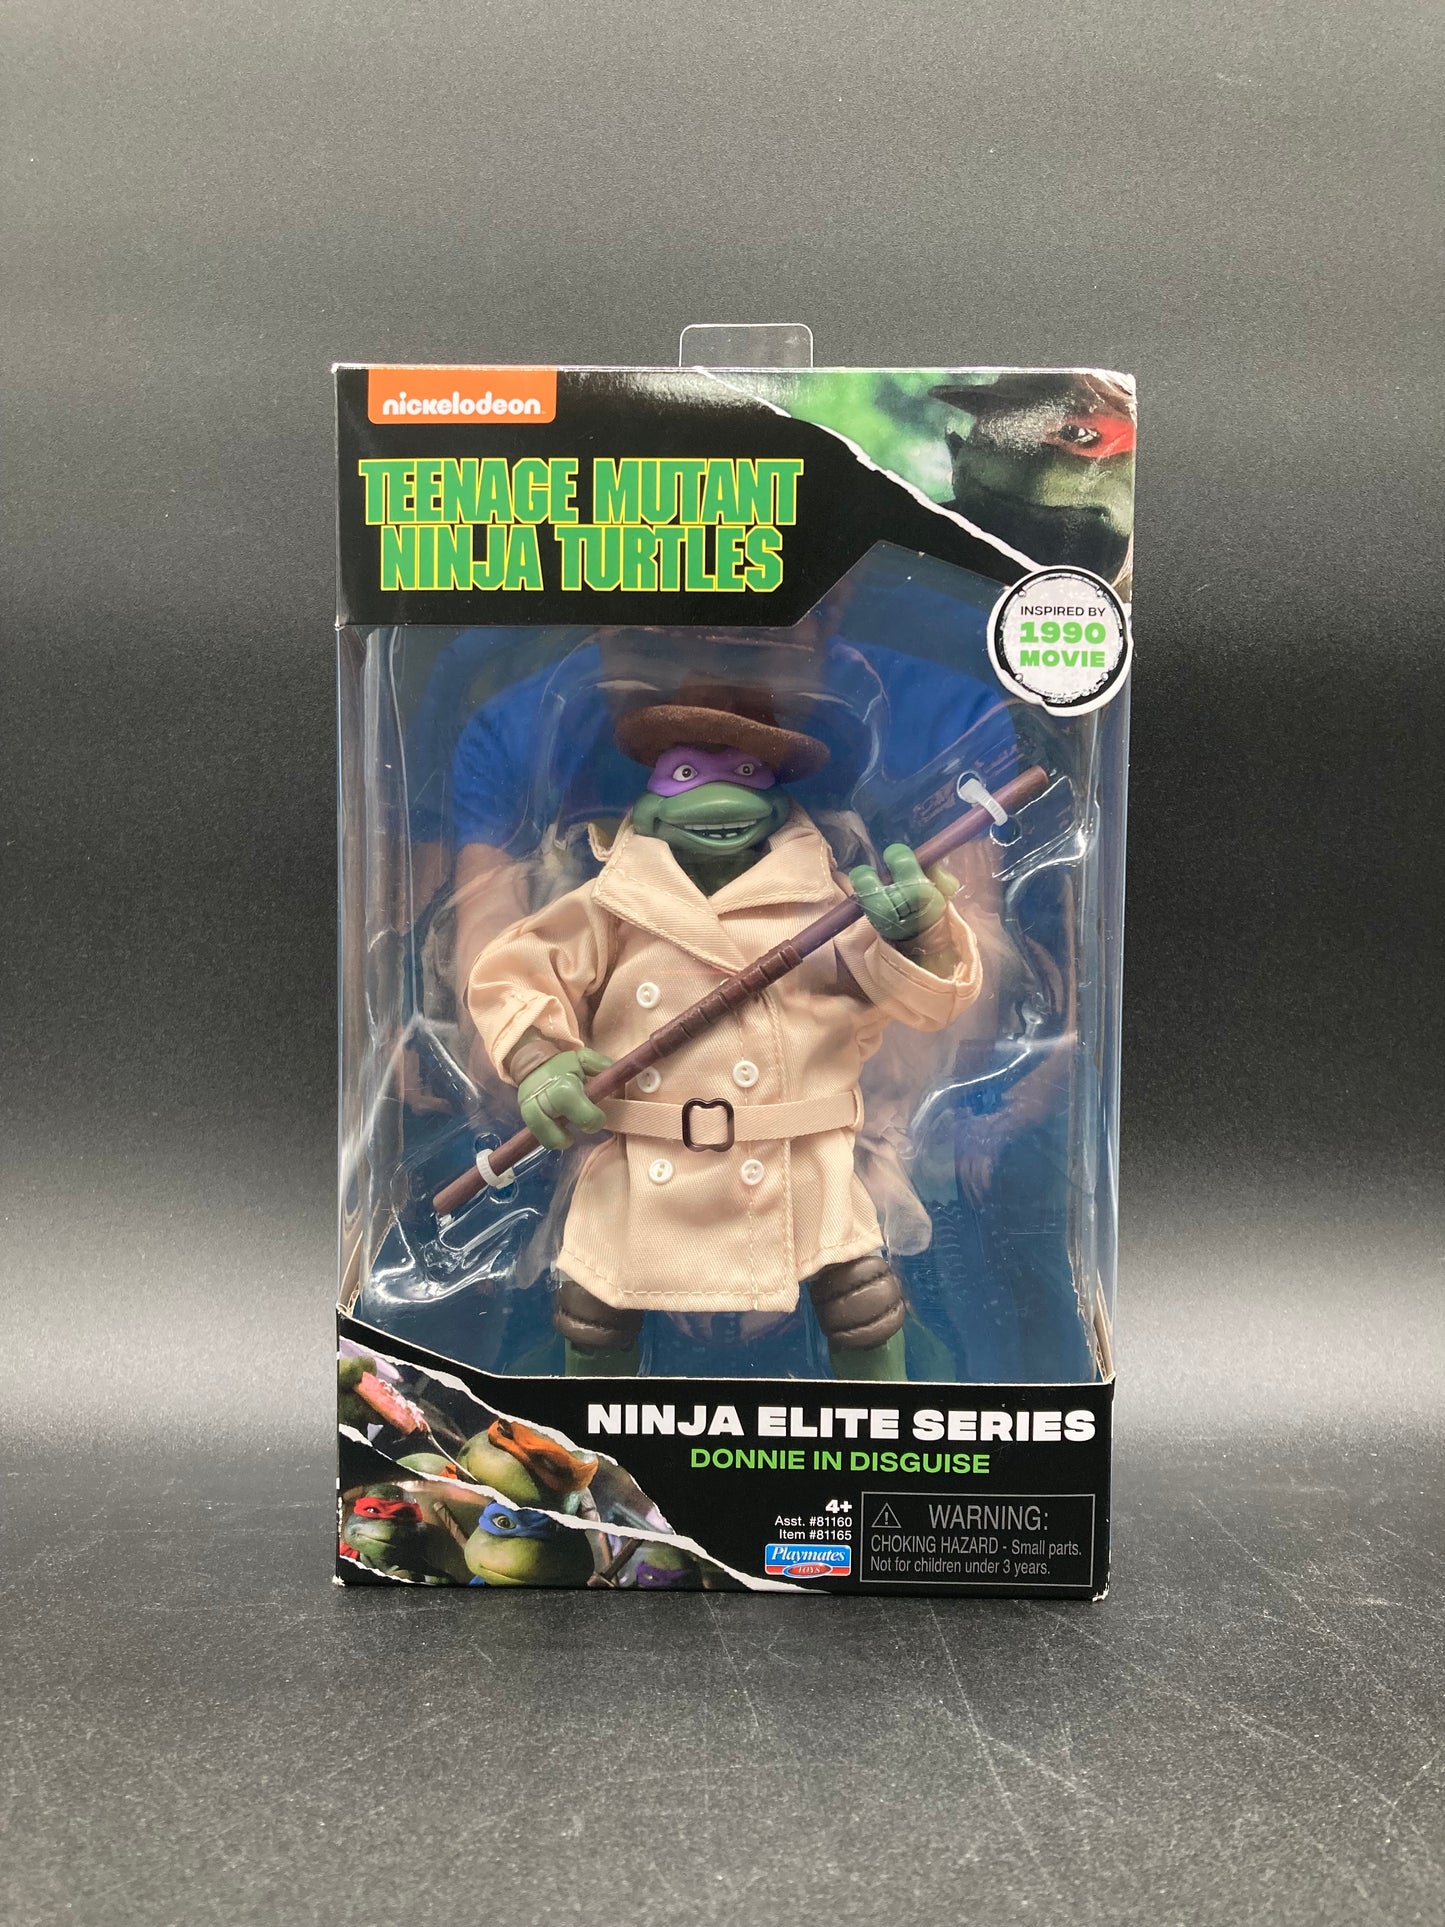 nickelodeon
TEENAGE MUTANT
NINJA TURTLES
INSPIRED BY
1990
MOVIE
NINJA ELITE SERIES
DONNIE IN DISGUISE
4+
Asst. #81160
Item #81165
Playmates
TOYS
WARNING:
CHOKING HAZARD - Small parts.
Not for children under 3 years.